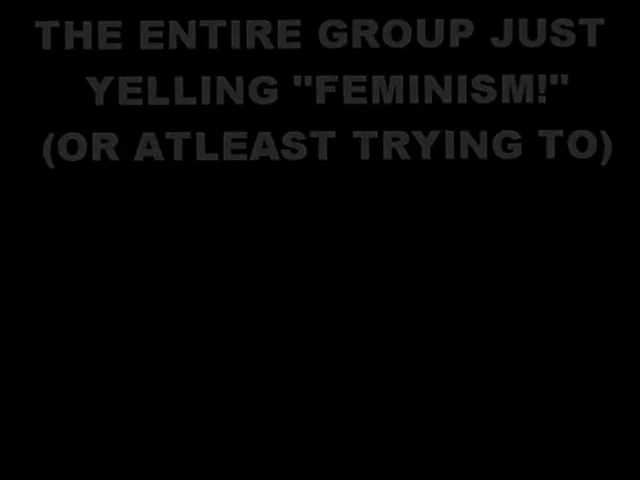 THE ENTIRE GROUP JUST
YELLING "FEMINISM!"
(OR ATLEAST TRYING TO)